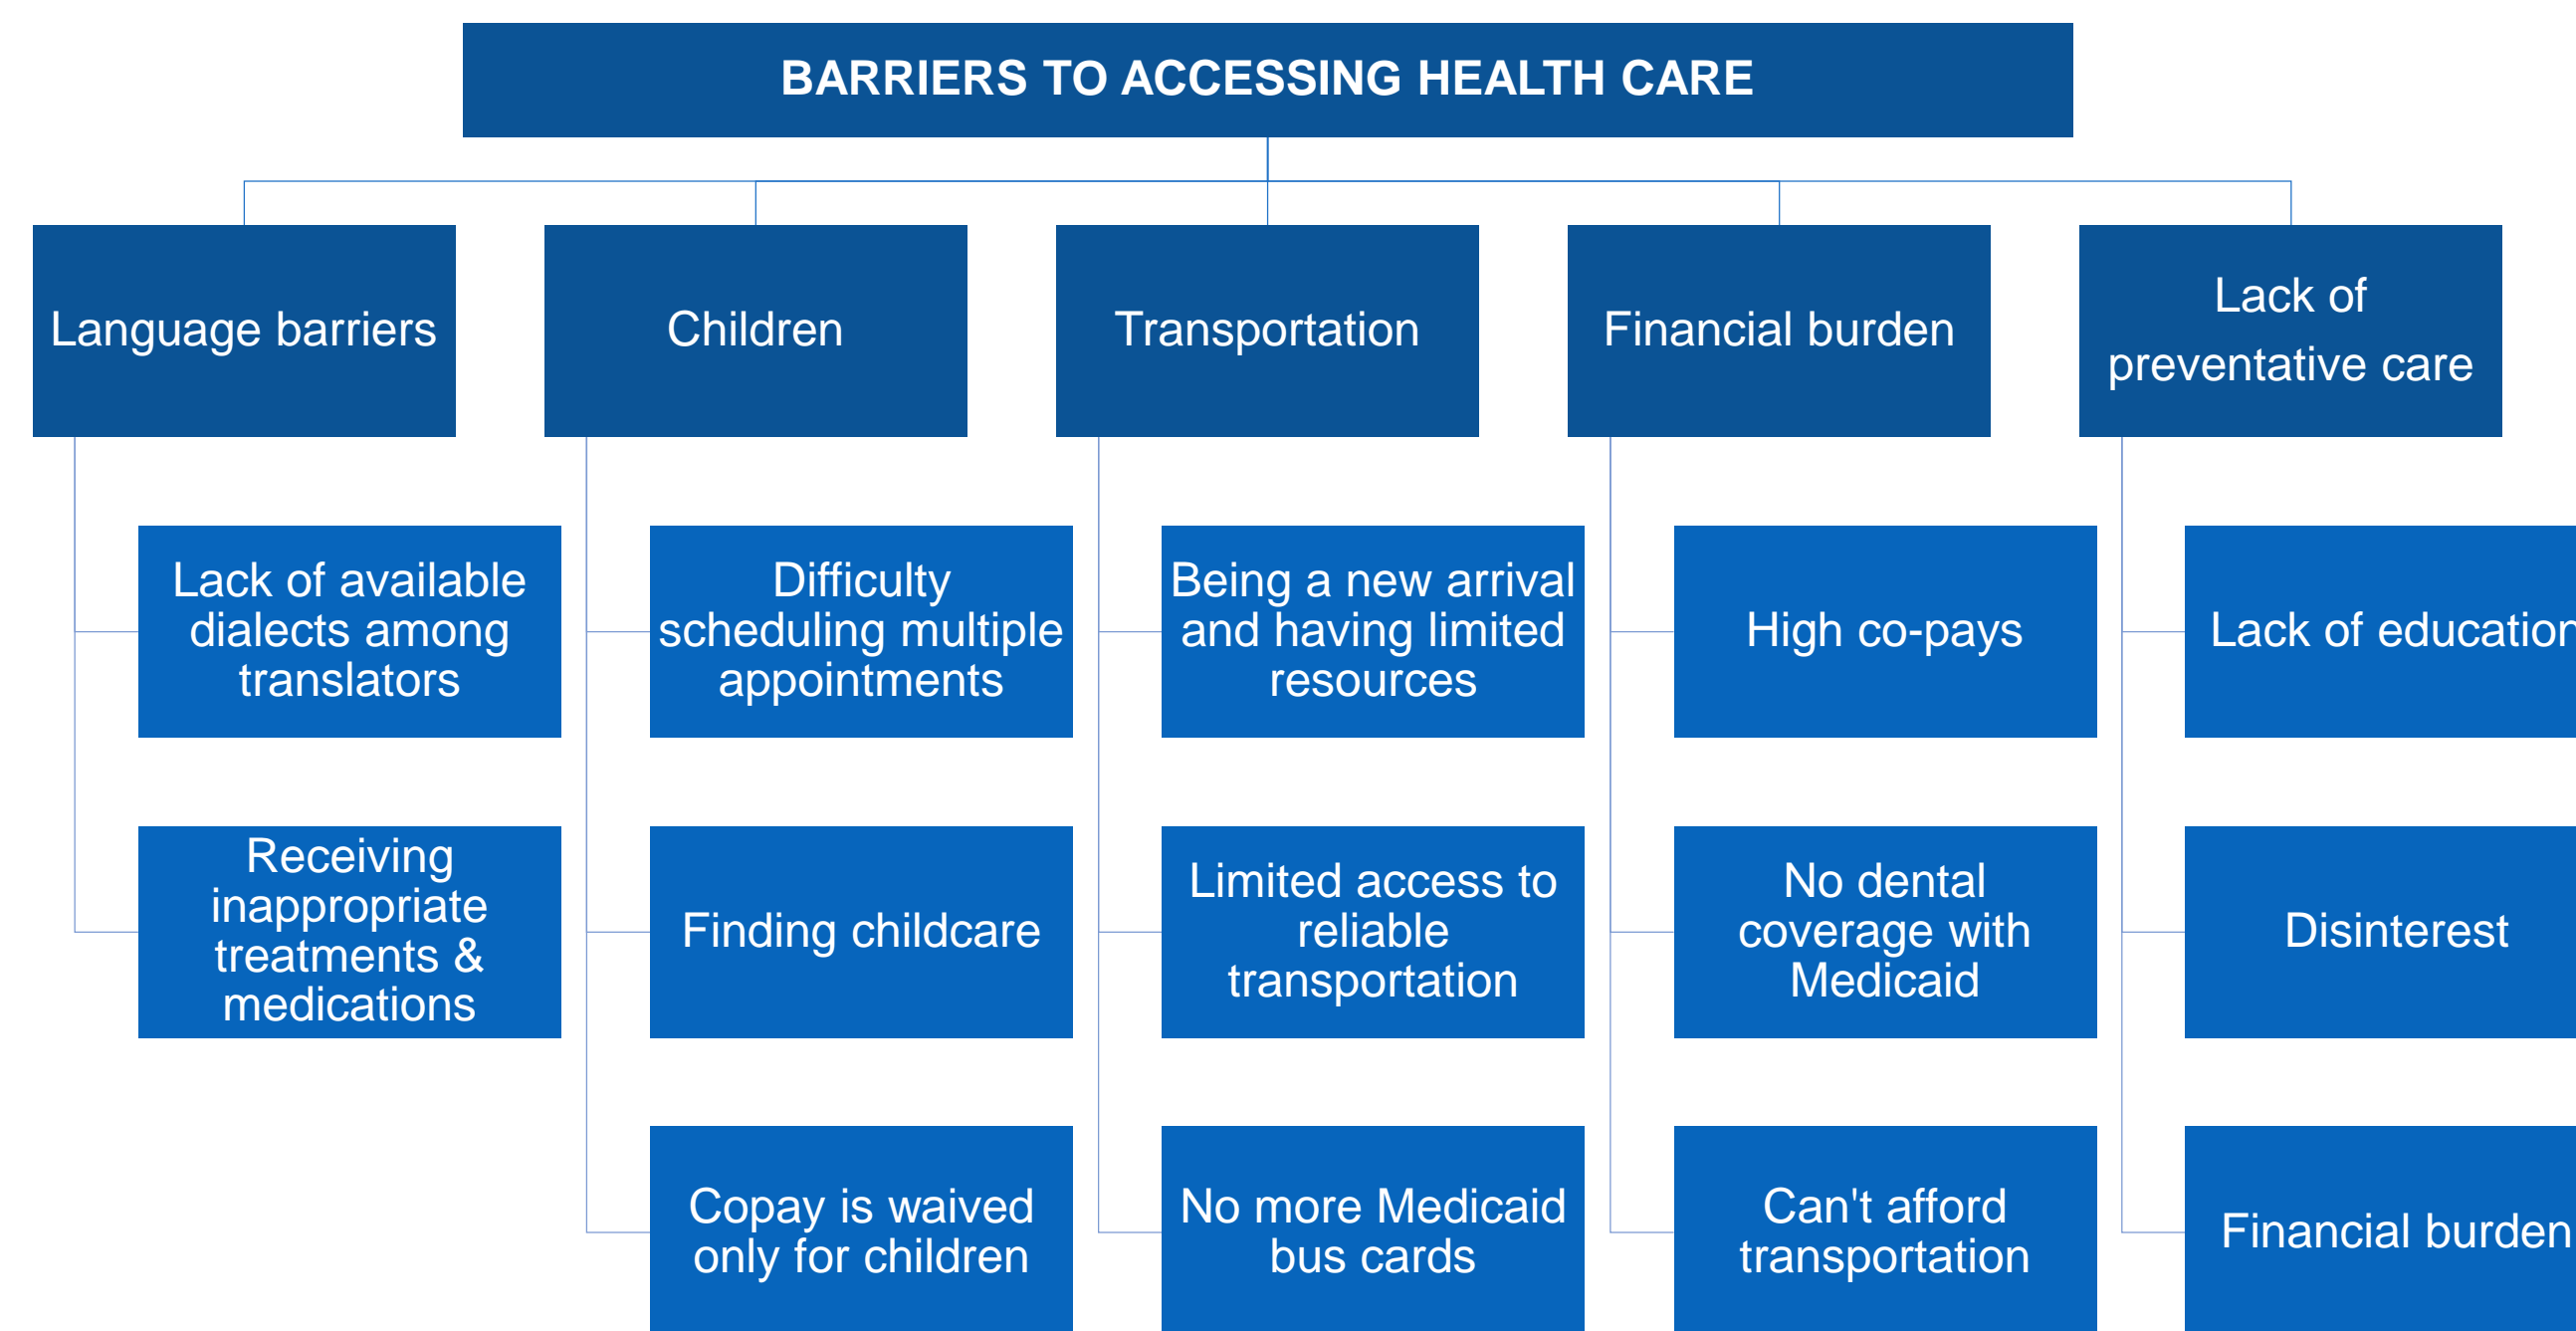 BARRIERS TO ACCESSING HEALTH CARE
Language barriers
Lack of available
dialects among
translators
Receiving
inappropriate
treatments &
medications
Children
Difficulty
scheduling multiple
appointments
Finding childcare
Copay is waived
only for children
Transportation
Being a new arrival
and having limited
resources
Limited access to
reliable
transportation
No more Medicaid
bus cards
Financial burden
High co-pays
No dental
coverage with
Medicaid
Can't afford
transportation
Lack of
preventative care
Lack of education
Disinterest
Financial burden